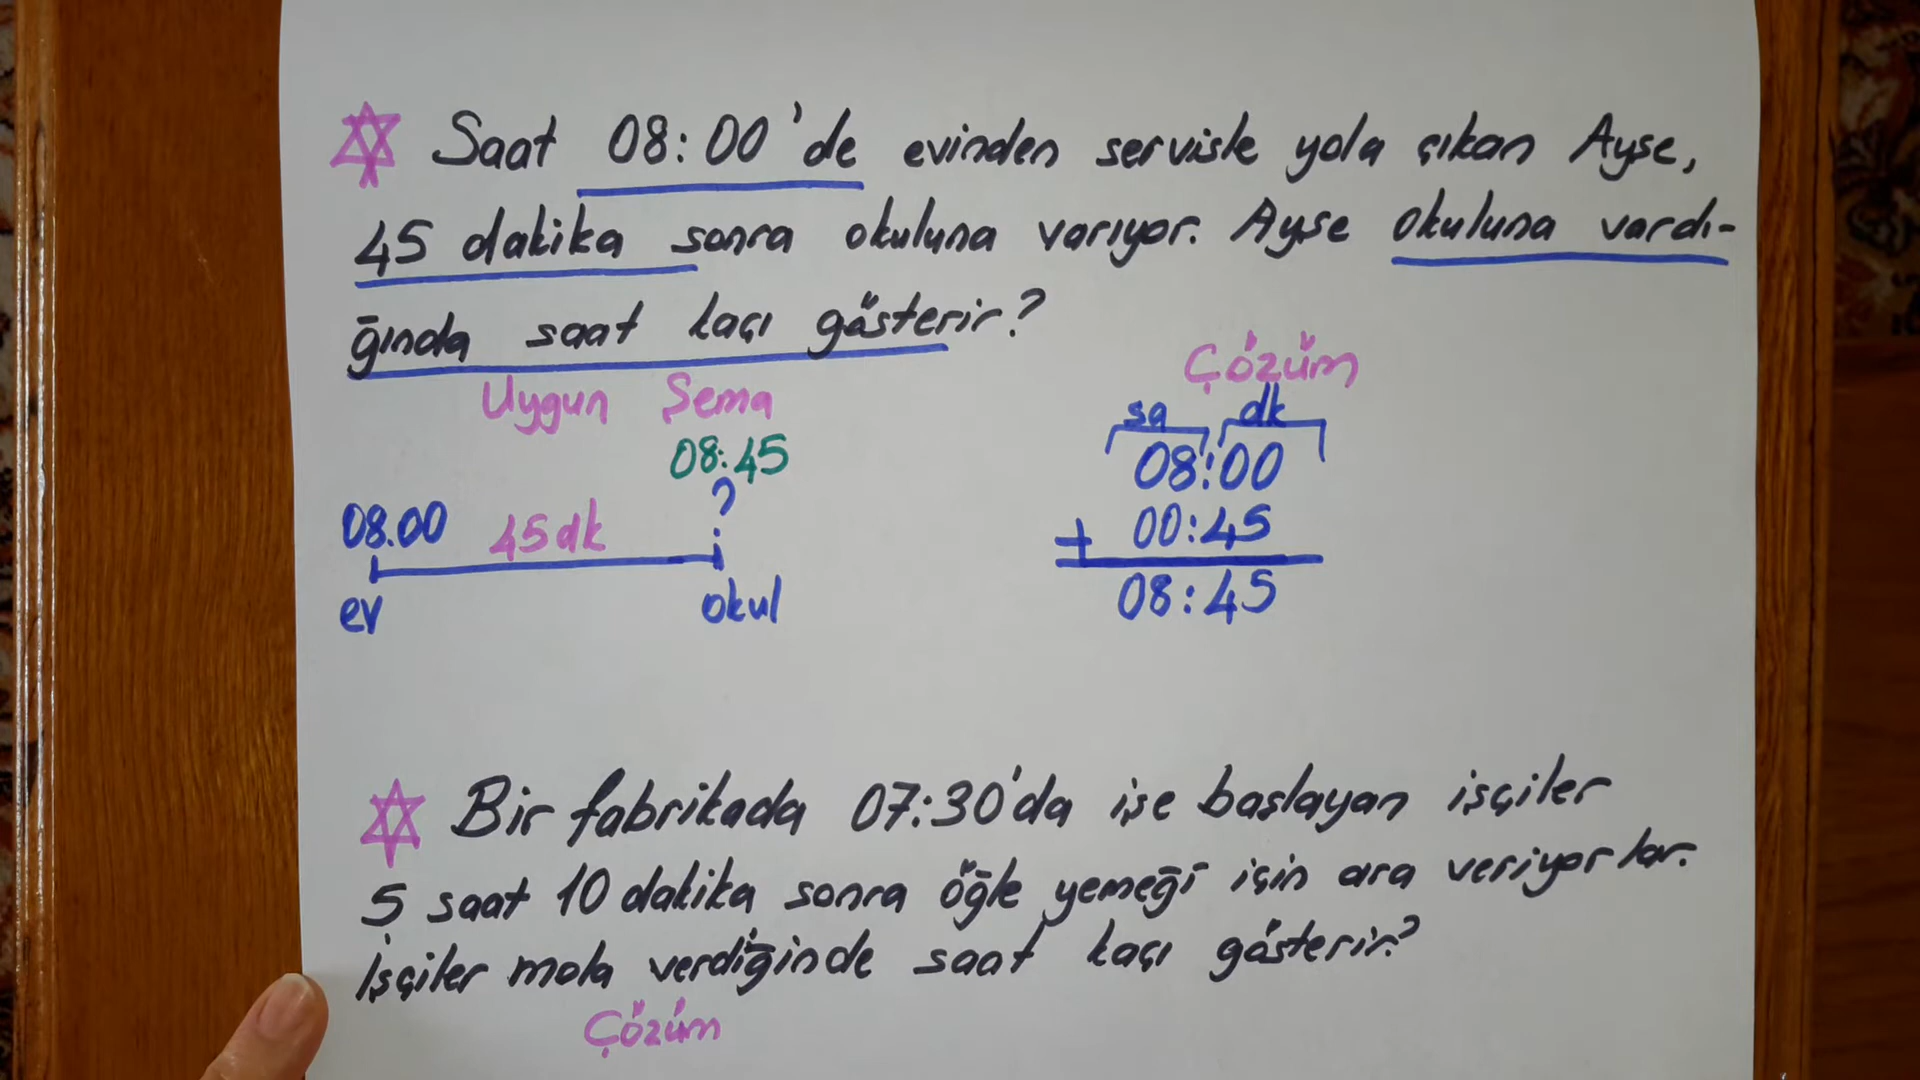 Saat 08:00'de evinden servisle yola çıkan Ayşe,
45 dakika sonra okuluna varıyor. Ayşe okuluna vardı-
ğında saat kaçı gösterir?
Uygun Şema
08:45
?
08.00 45dk
ev okul
Çözüm
sa dk
08:00
+ 00:45
08:45
Bir fabrikada 07:30'da işe başlayan işçiler
5 saat 10 dakika sonra öğle yemeği için ara veriyorlar.
İşçiler mola verdiğinde saat kaçı gösterir?
Çözüm